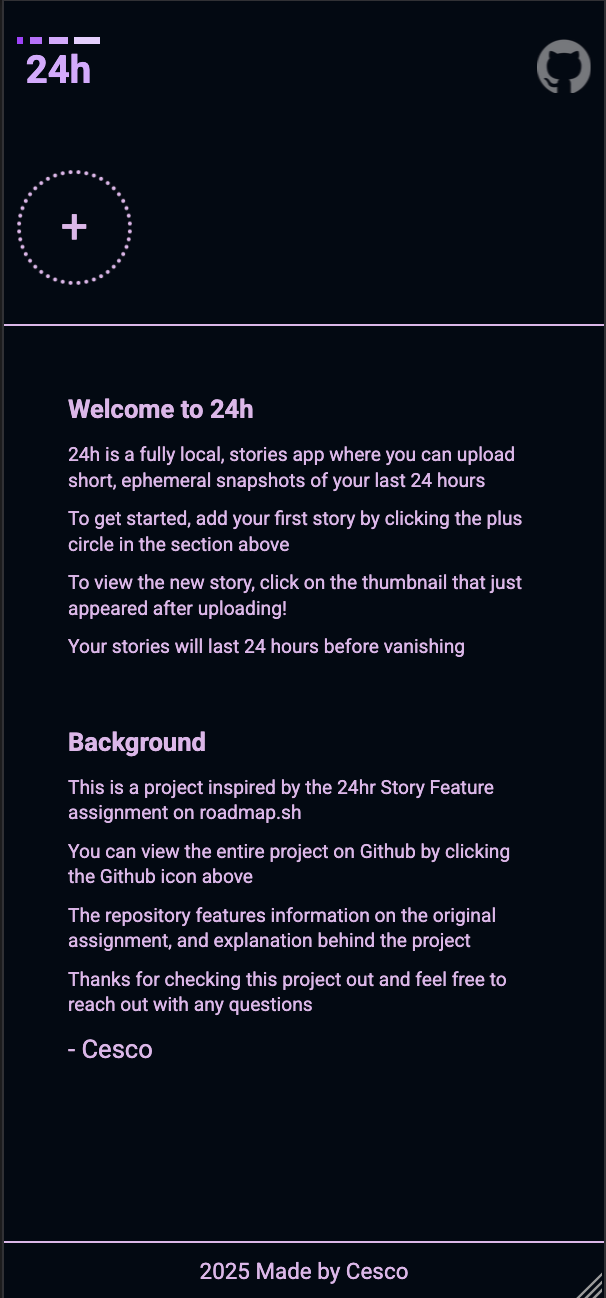 24h
+
Welcome to 24h
24h is a fully local, stories app where you can upload
short, ephemeral snapshots of your last 24 hours
To get started, add your first story by clicking the plus
circle in the section above
To view the new story, click on the thumbnail that just
appeared after uploading!
Your stories will last 24 hours before vanishing
Background
This is a project inspired by the 24hr Story Feature
assignment on roadmap.sh
You can view the entire project on Github by clicking
the Github icon above
The repository features information on the original
assignment, and explanation behind the project
Thanks for checking this project out and feel free to
reach out with any questions
- Cesco
2025 Made by Cesco